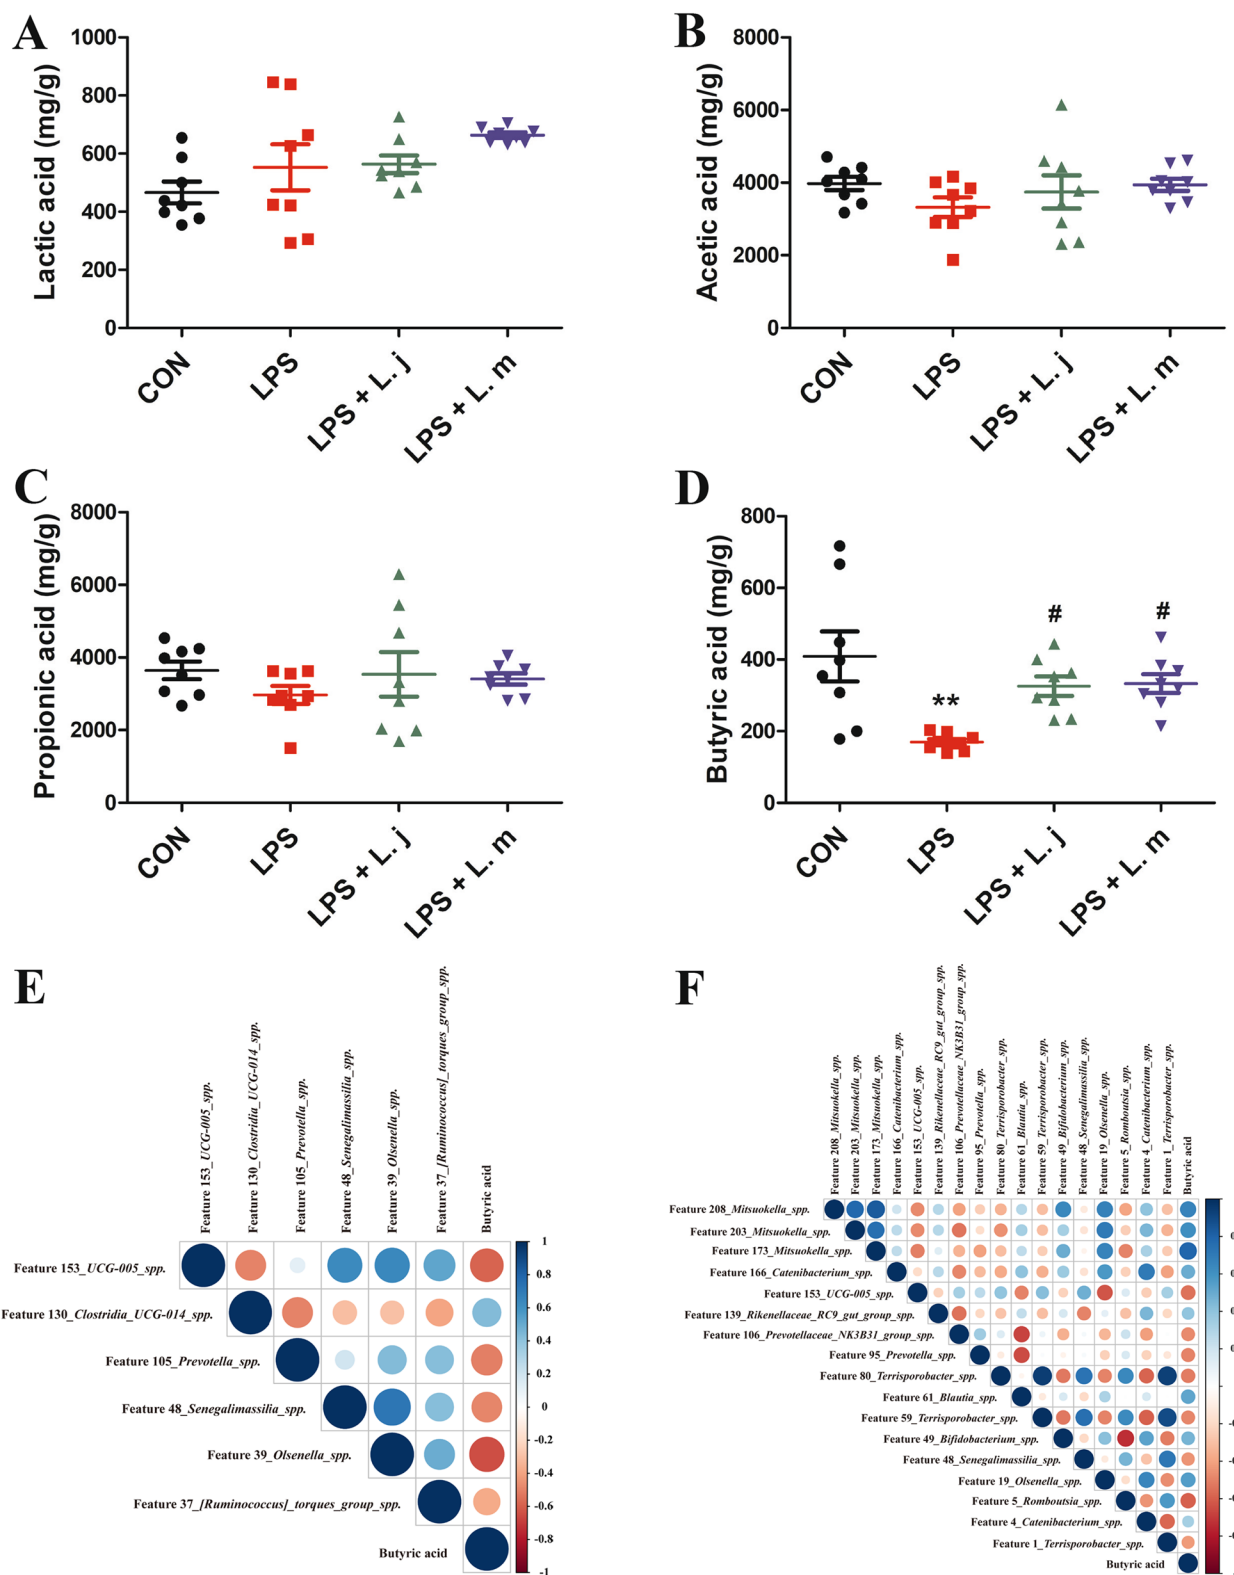 A
Lactic acid (mg/g)
1000
800
600
400
200
0
CON
LPS
LPS + L. j
LPS + L. m
B
Acetic acid (mg/g)
8000
6000
4000
2000
0
CON
LPS
LPS + L. j
LPS + L. m
C
Propionic acid (mg/g)
8000
6000
4000
2000
0
CON
LPS
LPS + L. j
LPS + L. m
D
Butyric acid (mg/g)
800
600
400
200
0
**
#
#
CON
LPS
LPS + L. j
LPS + L. m
E
Feature 153_UCG-005_spp.
Feature 130_Clostridia_UCG-014_spp.
Feature 105_Prevotella_spp.
Feature 48_Senegalimassilia_spp.
Feature 39_Olsenella_spp.
Feature 37_[Ruminococcus]_torques_group_spp.
Butyric acid
Feature 153_UCG-005_spp.
Feature 130_Clostridia_UCG-014_spp.
Feature 105_Prevotella_spp.
Feature 48_Senegalimassilia_spp.
Feature 39_Olsenella_spp.
Feature 37_[Ruminococcus]_torques_group_spp.
Butyric acid
1
0.8
0.6
0.4
0.2
0
-0.2
-0.4
-0.6
-0.8
-1
F
Feature 208_Mitsuokella_spp.
Feature 203_Mitsuokella_spp.
Feature 173_Mitsuokella_spp.
Feature 166_Catenibacterium_spp.
Feature 153_UCG-005_spp.
Feature 139_Rikenellaceae_RC9_gut_group_spp.
Feature 106_Prevotellaceae_NK3B31_group_spp.
Feature 95_Prevotella_spp.
Feature 80_Terrisporobacter_spp.
Feature 61_Blautia_spp.
Feature 59_Terrisporobacter_spp.
Feature 49_Bifidobacterium_spp.
Feature 48_Senegalimassilia_spp.
Feature 19_Olsenella_spp.
Feature 5_Romboutsia_spp.
Feature 4_Catenibacterium_spp.
Feature 1_Terrisporobacter_spp.
Butyric acid
Feature 208_Mitsuokella_spp.
Feature 203_Mitsuokella_spp.
Feature 173_Mitsuokella_spp.
Feature 166_Catenibacterium_spp.
Feature 153_UCG-005_spp.
Feature 139_Rikenellaceae_RC9_gut_group_spp.
Feature 106_Prevotellaceae_NK3B31_group_spp.
Feature 95_Prevotella_spp.
Feature 80_Terrisporobacter_spp.
Feature 61_Blautia_spp.
Feature 59_Terrisporobacter_spp.
Feature 49_Bifidobacterium_spp.
Feature 48_Senegalimassilia_spp.
Feature 19_Olsenella_spp.
Feature 5_Romboutsia_spp.
Feature 4_Catenibacterium_spp.
Feature 1_Terrisporobacter_spp.
Butyric acid